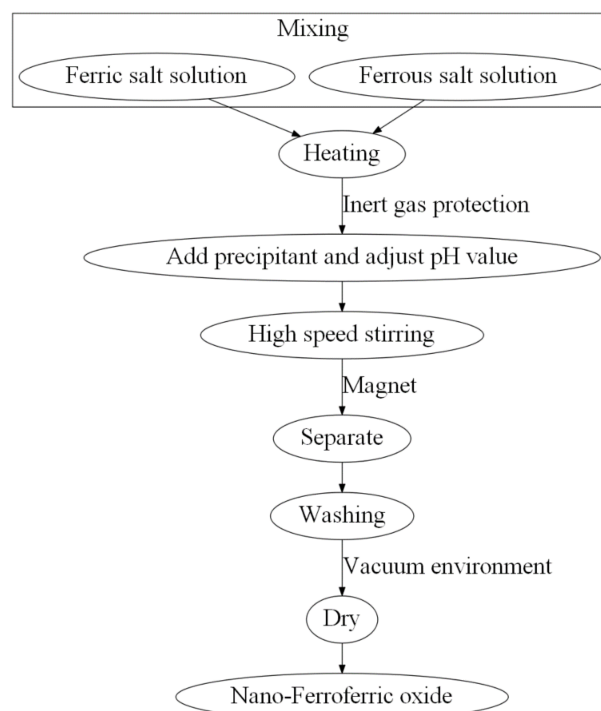 Mixing
Ferric salt solution
Ferrous salt solution
Heating
Inert gas protection
Add precipitant and adjust pH value
High speed stirring
Magnet
Separate
Washing
Vacuum environment
Dry
Nano-Ferroferric oxide